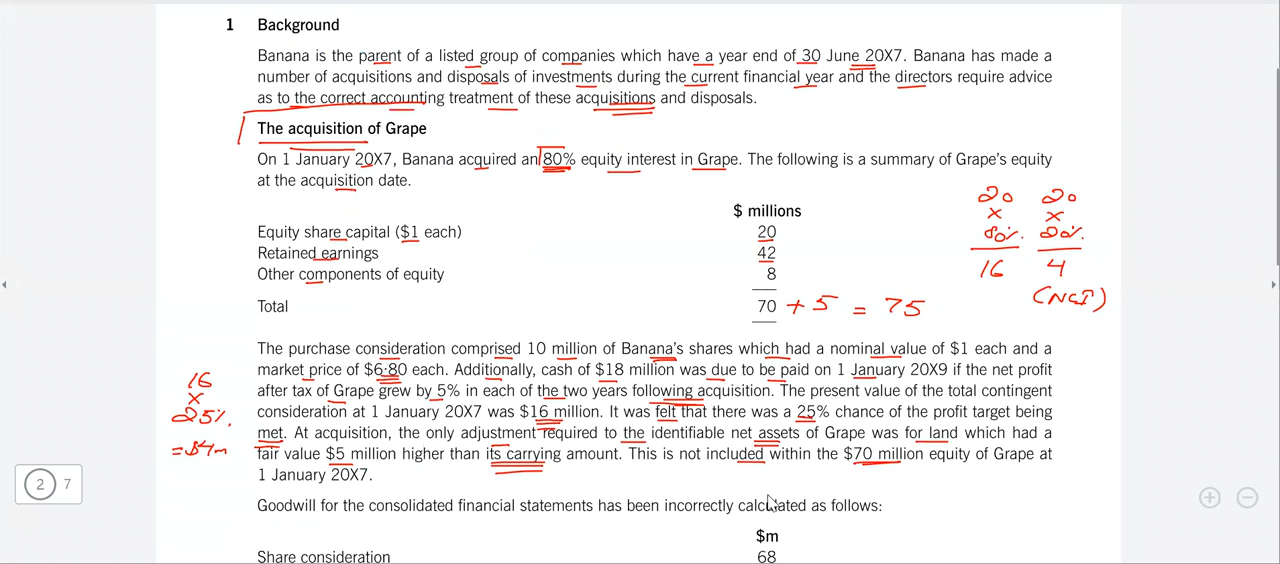 1 Background
Banana is the parent of a listed group of companies which have a year end of 30 June 20X7. Banana has made a
number of acquisitions and disposals of investments during the current financial year and the directors require advice
as to the correct accounting treatment of these acquisitions and disposals.
The acquisition of Grape
On 1 January 20X7, Banana acquired an 80% equity interest in Grape. The following is a summary of Grape's equity
at the acquisition date.
$ millions
Equity share capital ($1 each) 20
Retained earnings 42
Other components of equity 8
Total 70 + 5 = 75
20 20
x x
80%. 20%.
16 4
(NCI)
The purchase consideration comprised 10 million of Banana's shares which had a nominal value of $1 each and a
market price of $6·80 each. Additionally, cash of $18 million was due to be paid on 1 January 20X9 if the net profit
after tax of Grape grew by 5% in each of the two years following acquisition. The present value of the total contingent
consideration at 1 January 20X7 was $16 million. It was felt that there was a 25% chance of the profit target being
met. At acquisition, the only adjustment required to the identifiable net assets of Grape was for land which had a
fair value $5 million higher than its carrying amount. This is not included within the $70 million equity of Grape at
1 January 20X7.
16
x
25%.
= $4m
Goodwill for the consolidated financial statements has been incorrectly calculated as follows:
$m
Share consideration 68
2 7